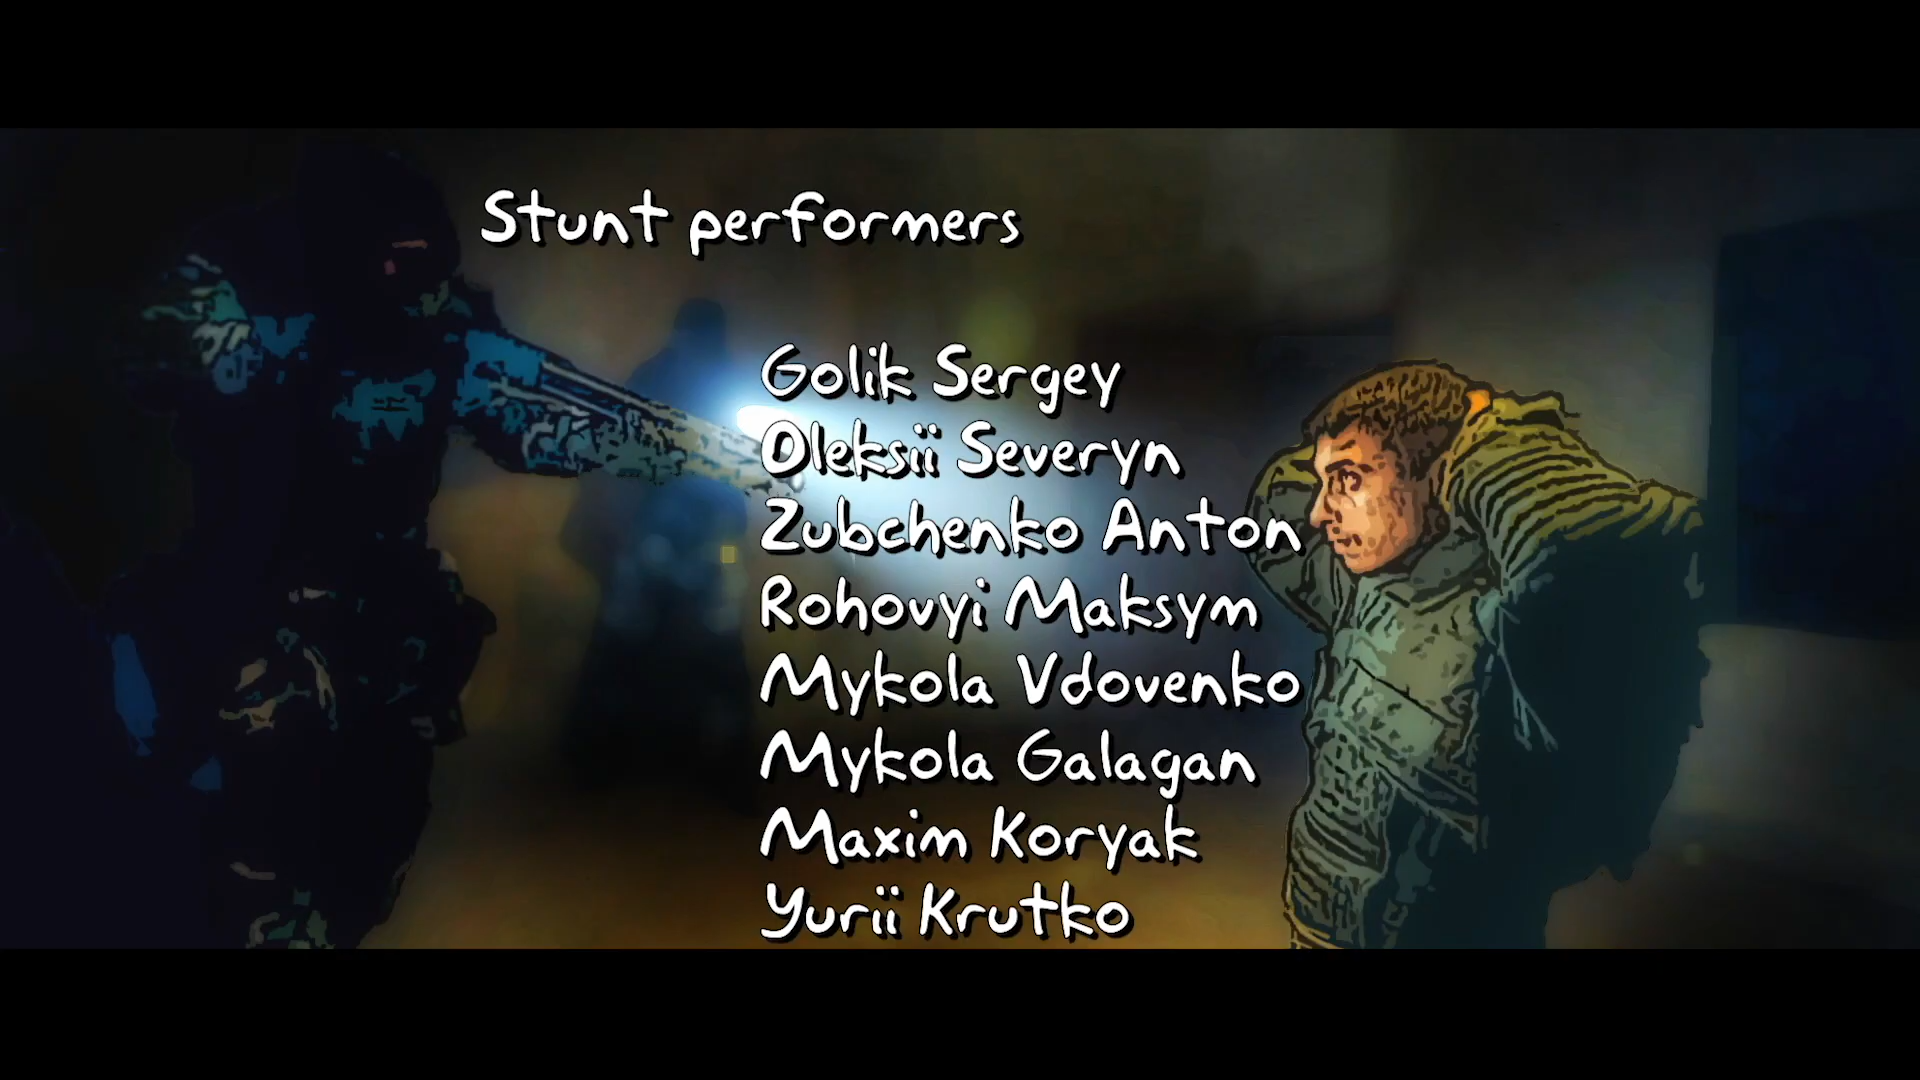 Stunt performers
Golik Sergey
Oleksii Severyn
Zubchenko Anton
Rohovyi Maksym
Mykola Vdovenko
Mykola Galagan
Maxim Koryak
Yurii Krutko